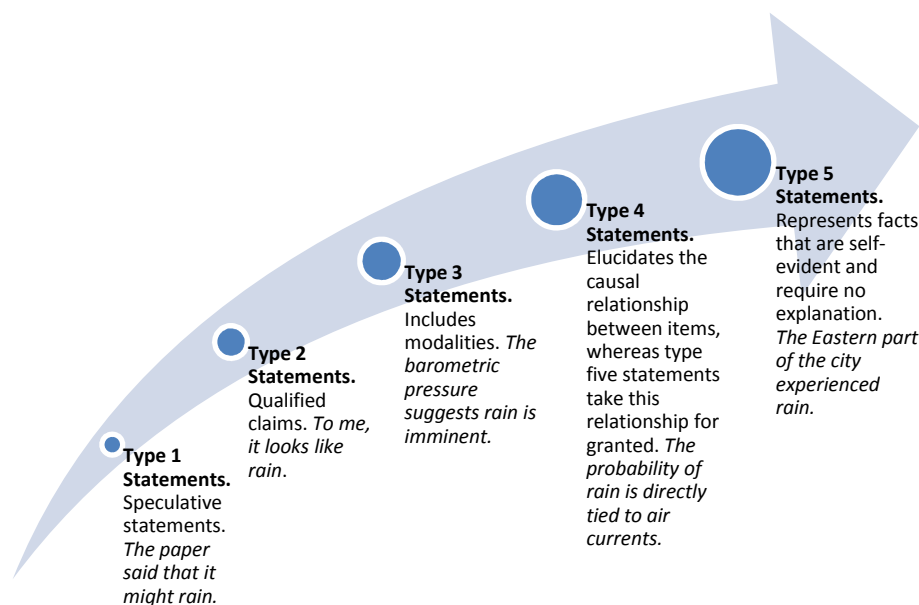 Type 1
Statements.
Speculative
statements.
The paper
said that it
might rain.
Type 2
Statements.
Qualified
claims. To me,
it looks like
rain.
Type 3
Statements.
Includes
modalities. The
barometric
pressure
suggests rain is
imminent.
Type 4
Statements.
Elucidates the
causal
relationship
between items,
whereas type
five statements
take this
relationship for
granted. The
probability of
rain is directly
tied to air
currents.
Type 5
Statements.
Represents facts
that are self-
evident and
require no
explanation.
The Eastern part
of the city
experienced
rain.